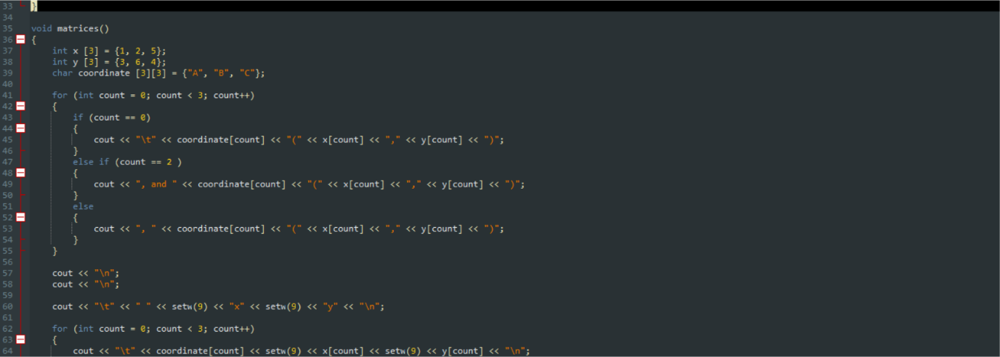 33 }
34
35 void matrices()
36 {
37     int x [3] = {1, 2, 5};
38     int y [3] = {3, 6, 4};
39     char coordinate [3][3] = {"A", "B", "C"};
40
41     for (int count = 0; count < 3; count++)
42     {
43         if (count == 0)
44         {
45             cout << "\t" << coordinate[count] << "(" << x[count] << "," << y[count] << ")";
46         }
47         else if (count == 2 )
48         {
49             cout << ", and " << coordinate[count] << "(" << x[count] << "," << y[count] << ")";
50         }
51         else
52         {
53             cout << ", " << coordinate[count] << "(" << x[count] << "," << y[count] << ")";
54         }
55     }
56
57     cout << "\n";
58     cout << "\n";
59
60     cout << "\t" << " " << setw(9) << "x" << setw(9) << "y" << "\n";
61
62     for (int count = 0; count < 3; count++)
63     {
64         cout << "\t" << coordinate[count] << setw(9) << x[count] << setw(9) << y[count] << "\n";